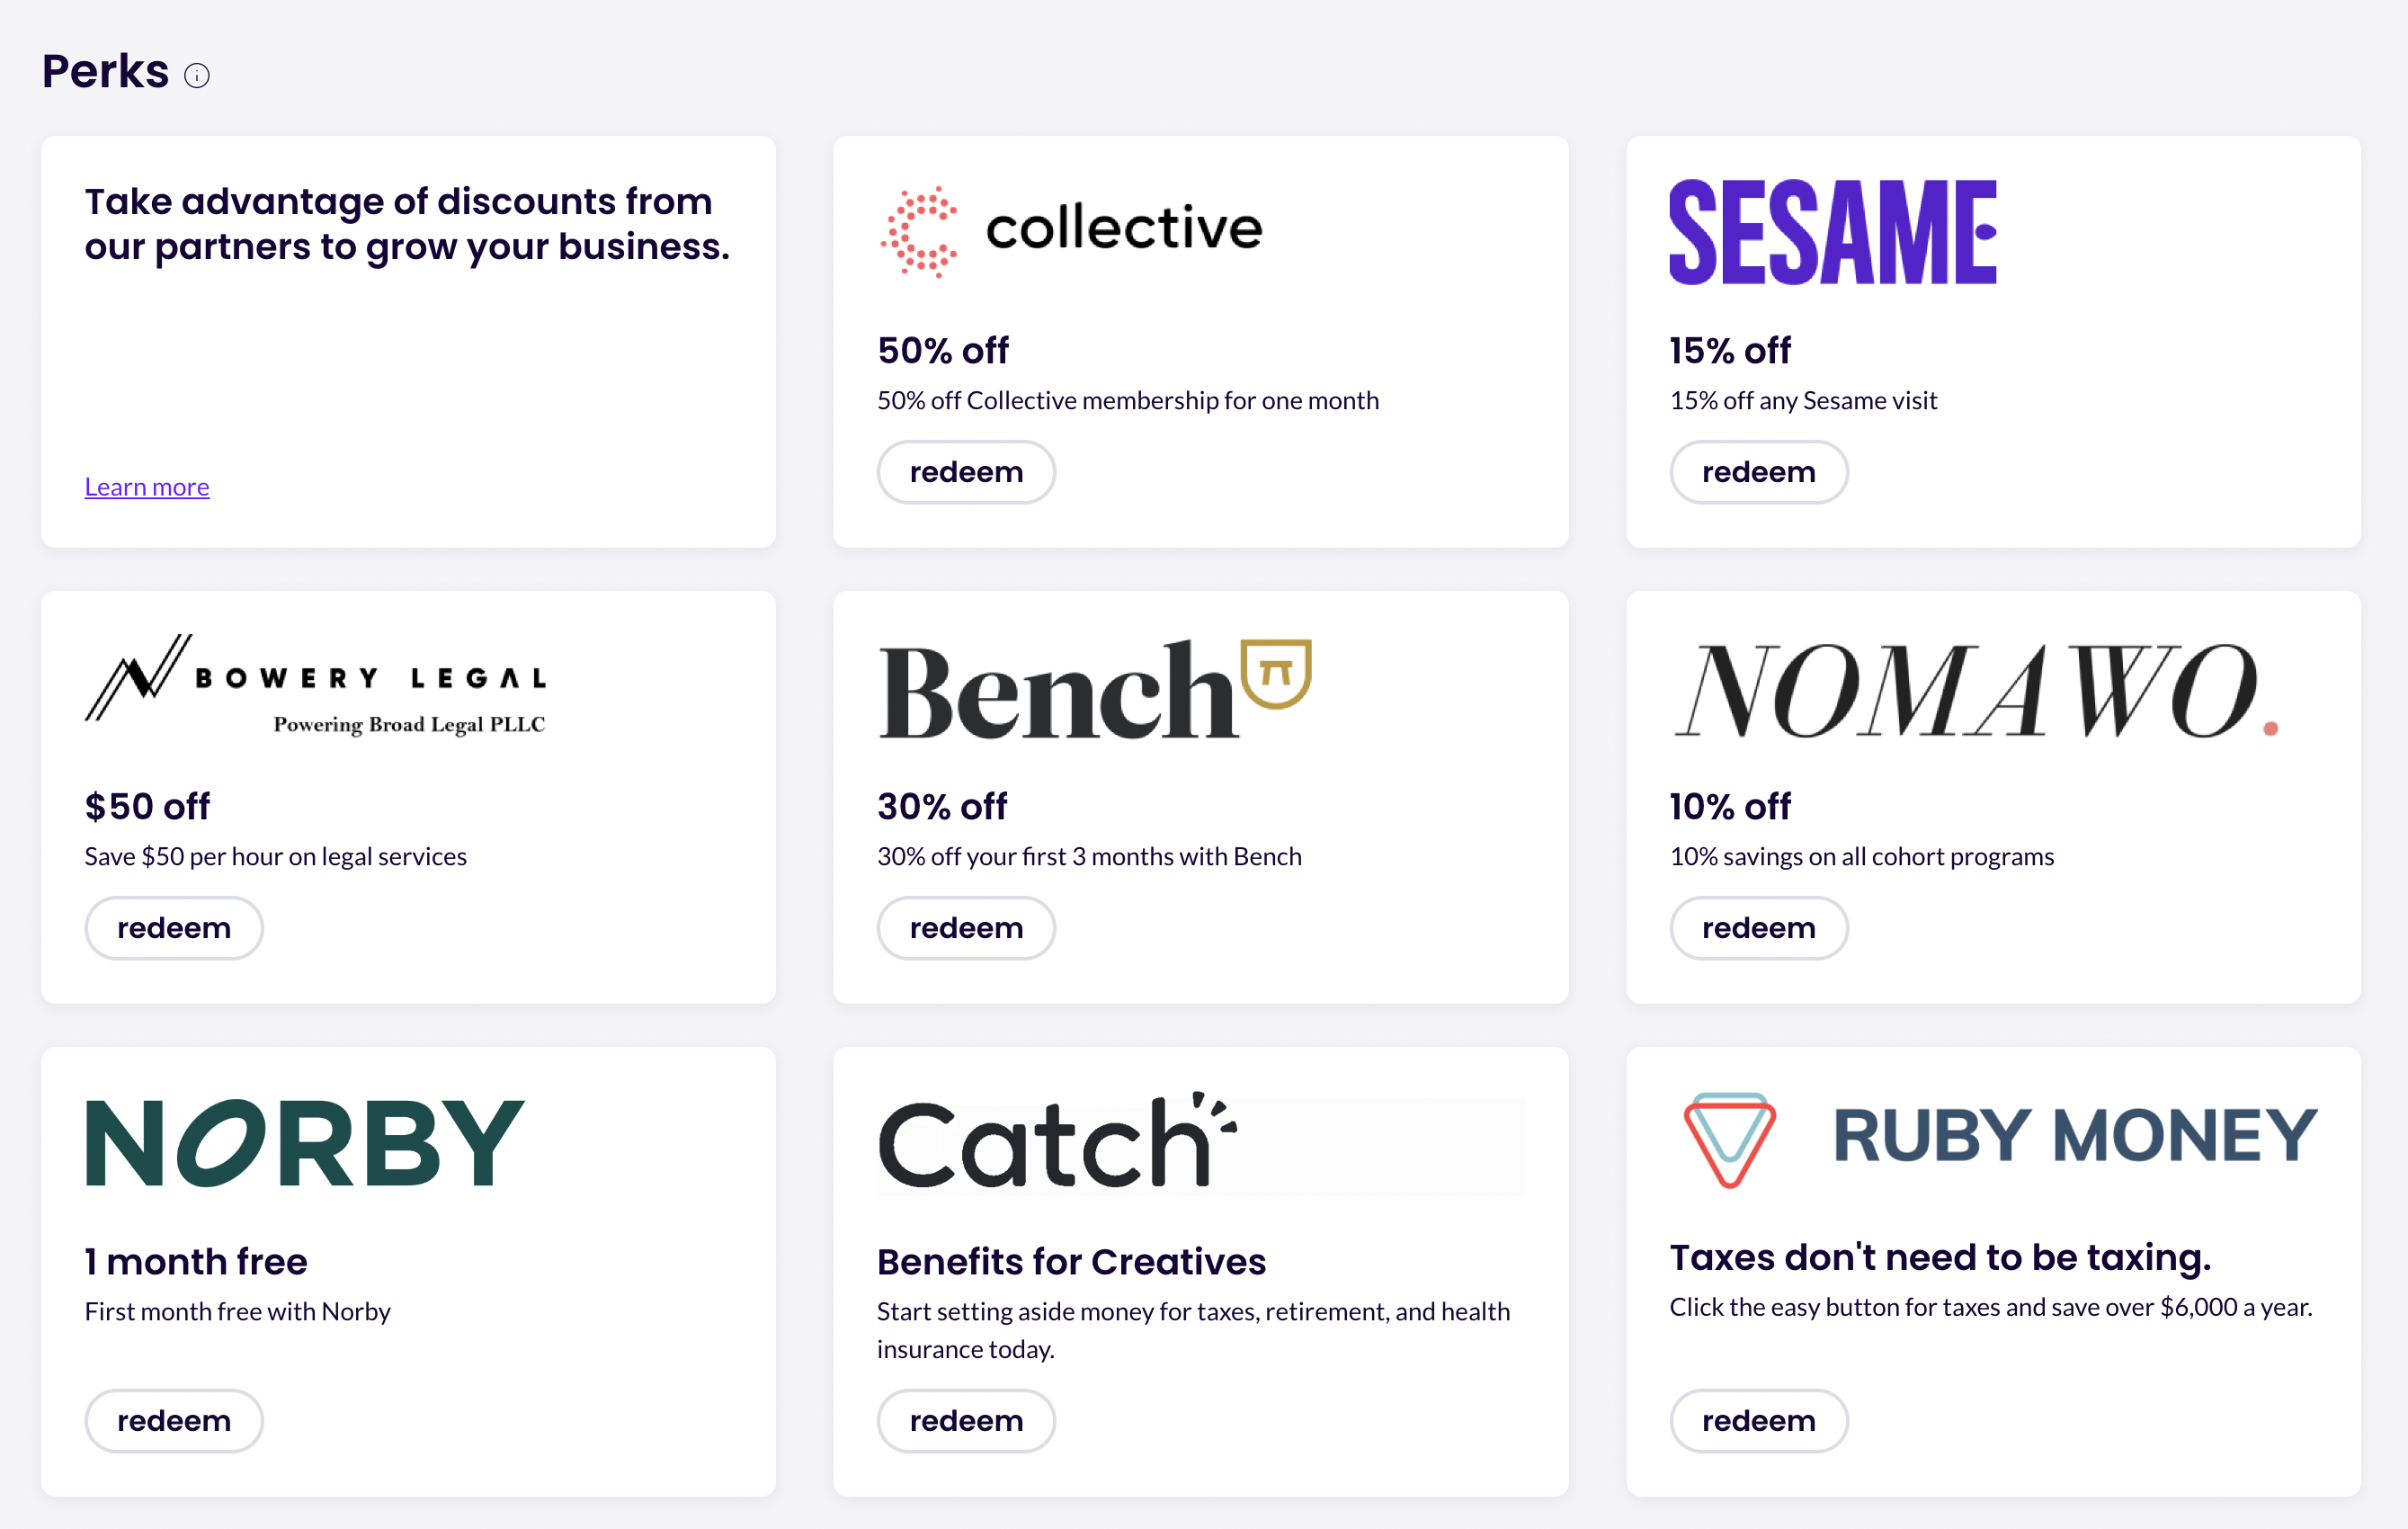 Perks
Take advantage of discounts from
our partners to grow your business.
Learn more
collective
50% off
50% off Collective membership for one month
redeem
SESAME
15% off
15% off any Sesame visit
redeem
BOWERY LEGAL
Powering Broad Legal PLLC
$50 off
Save $50 per hour on legal services
redeem
Bench
30% off
30% off your first 3 months with Bench
redeem
NOMAWO.
10% off
10% savings on all cohort programs
redeem
NORBY
1 month free
First month free with Norby
redeem
Catch
Benefits for Creatives
Start setting aside money for taxes, retirement, and health
insurance today.
redeem
RUBY MONEY
Taxes don't need to be taxing.
Click the easy button for taxes and save over $6,000 a year.
redeem